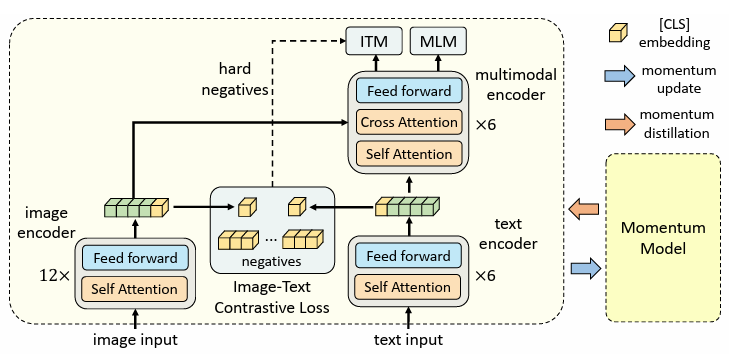 ITM
MLM
[CLS]
embedding
hard
negatives
Feed forward
Cross Attention
Self Attention
multimodal
encoder
×6
momentum
update
momentum
distillation
image
encoder
12×
Feed forward
Self Attention
...
negatives
Image-Text
Contrastive Loss
text
encoder
Feed forward
Self Attention
×6
Momentum
Model
image input
text input